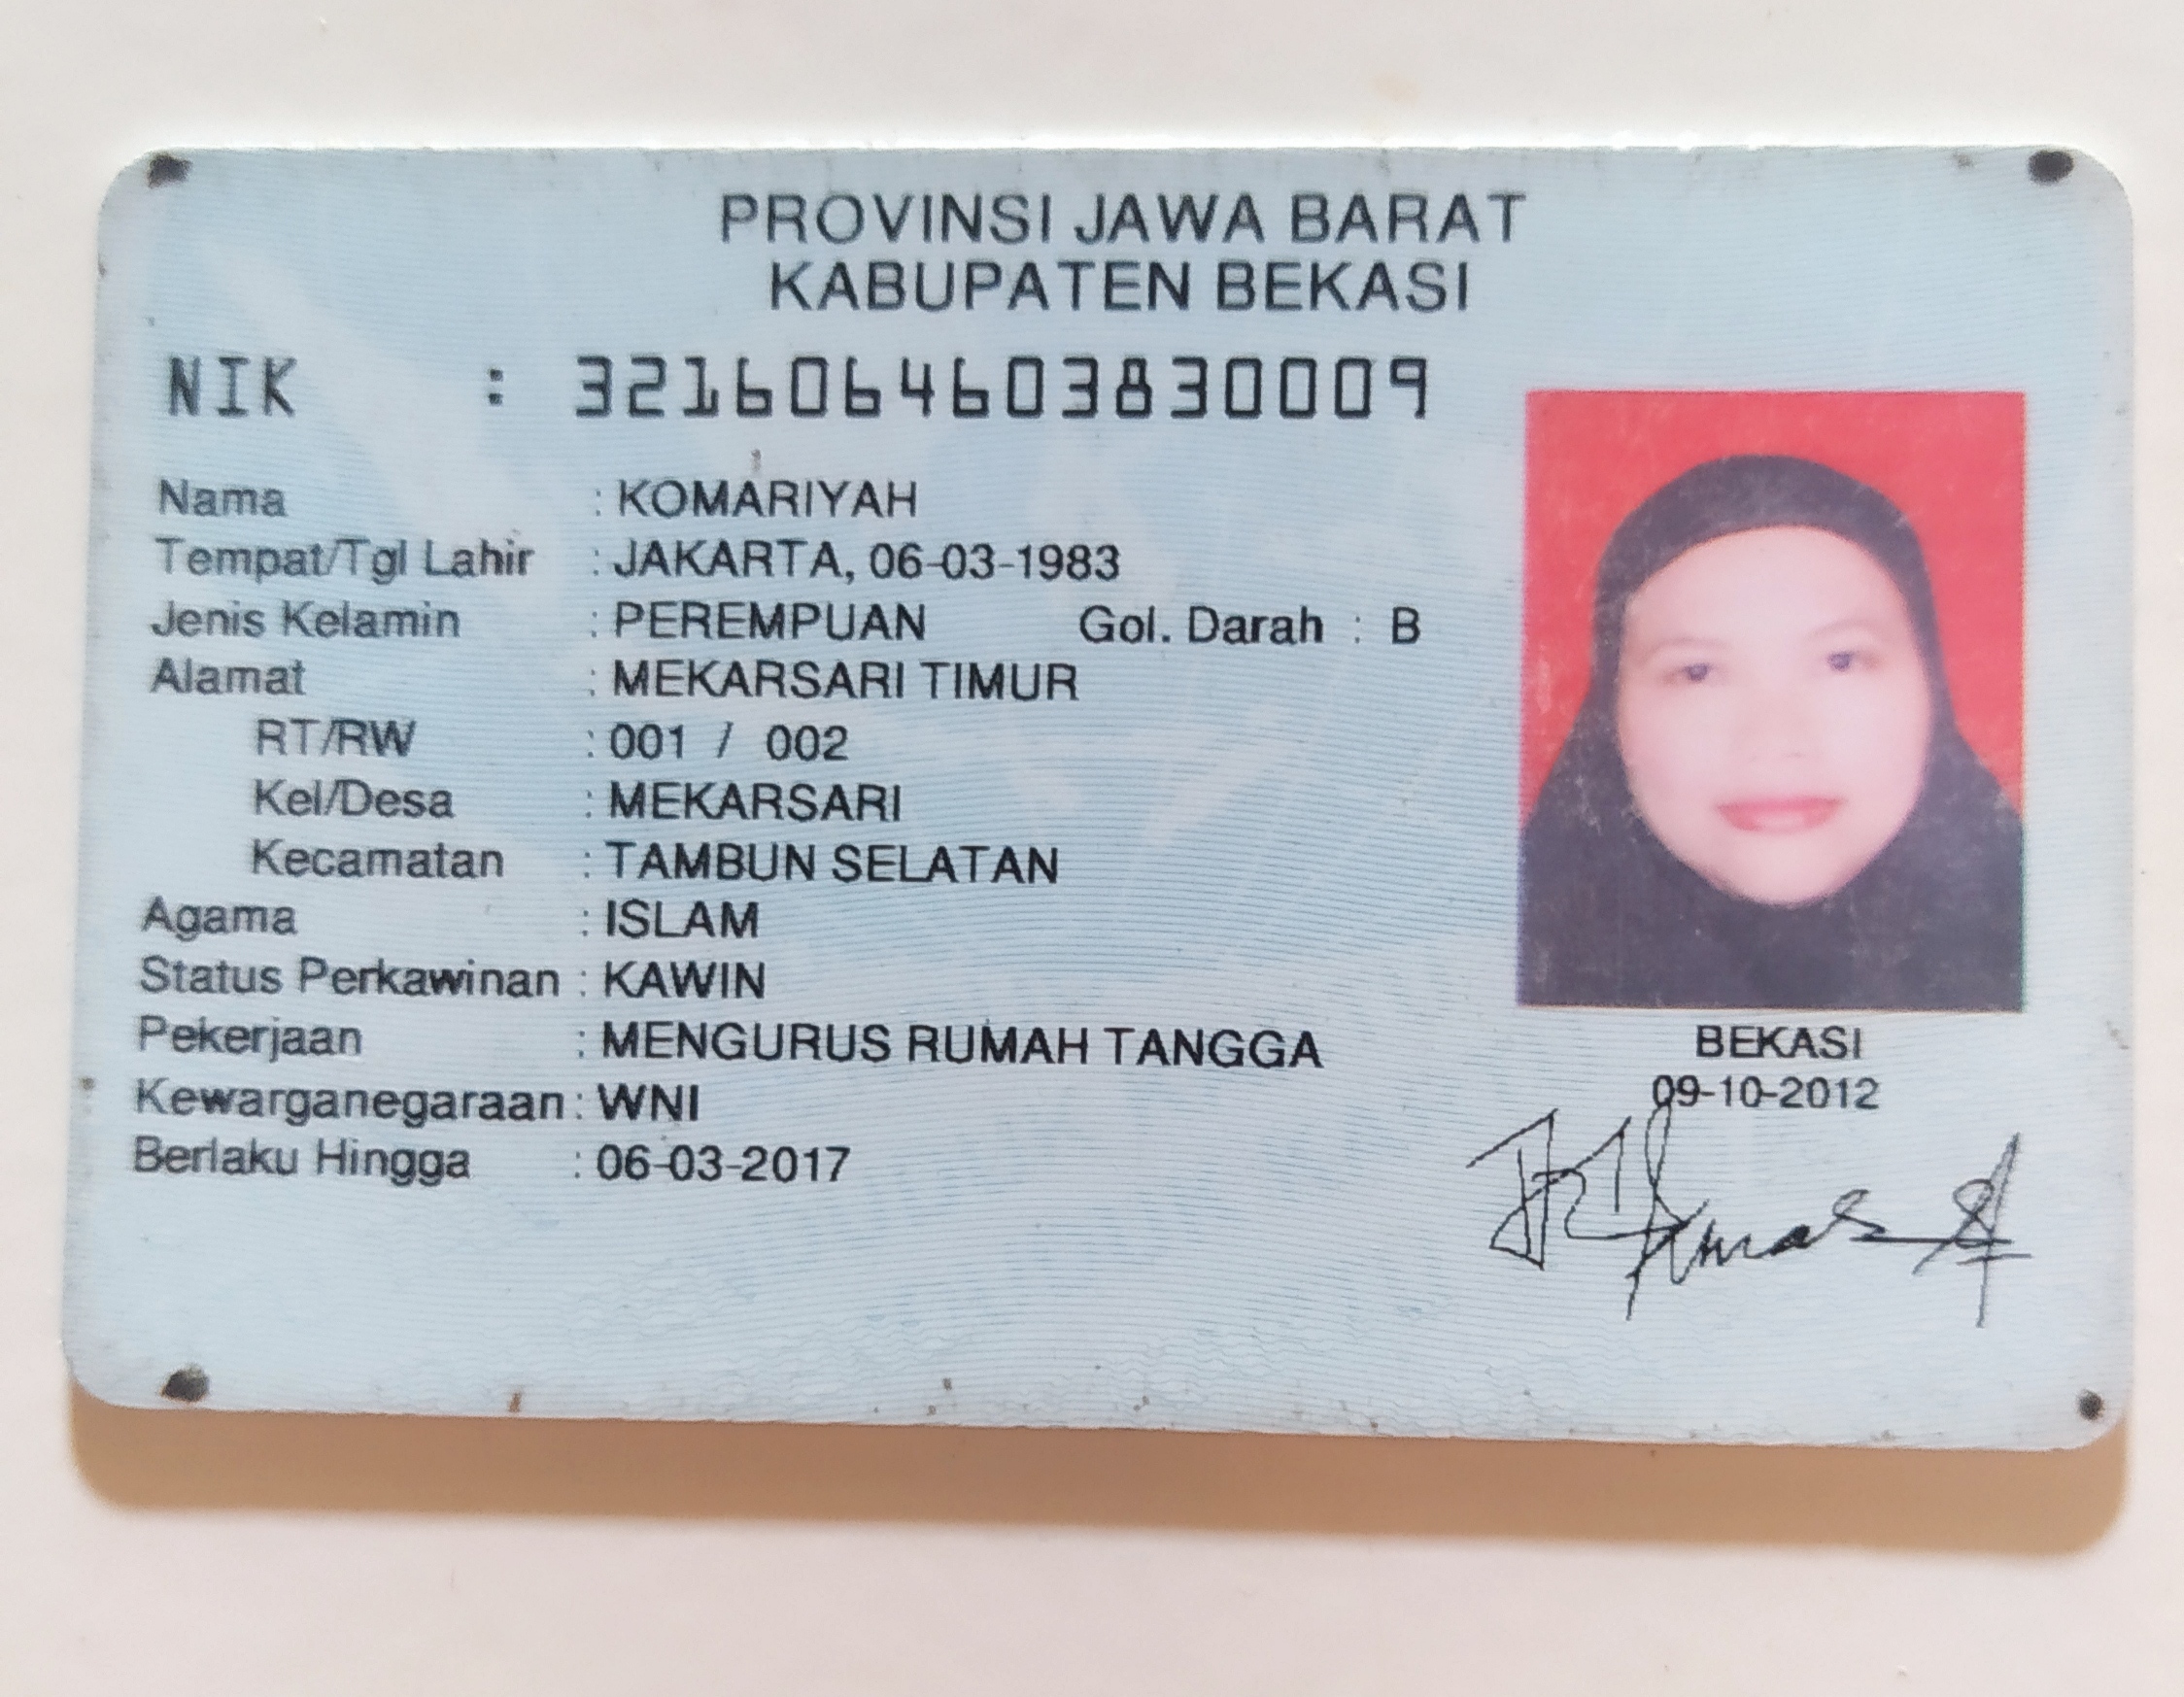 PROVINSI JAWA BARAT
KABUPATEN BEKASI
NIK : 3216064603830009
Nama : KOMARIYAH
Tempat/Tgl Lahir : JAKARTA, 06-03-1983
Jenis Kelamin : PEREMPUAN Gol. Darah : B
Alamat : MEKARSARI TIMUR
RT/RW : 001 / 002
Kel/Desa : MEKARSARI
Kecamatan : TAMBUN SELATAN
Agama : ISLAM
Status Perkawinan : KAWIN
Pekerjaan : MENGURUS RUMAH TANGGA
Kewarganegaraan : WNI
Berlaku Hingga : 06-03-2017
BEKASI
09-10-2012